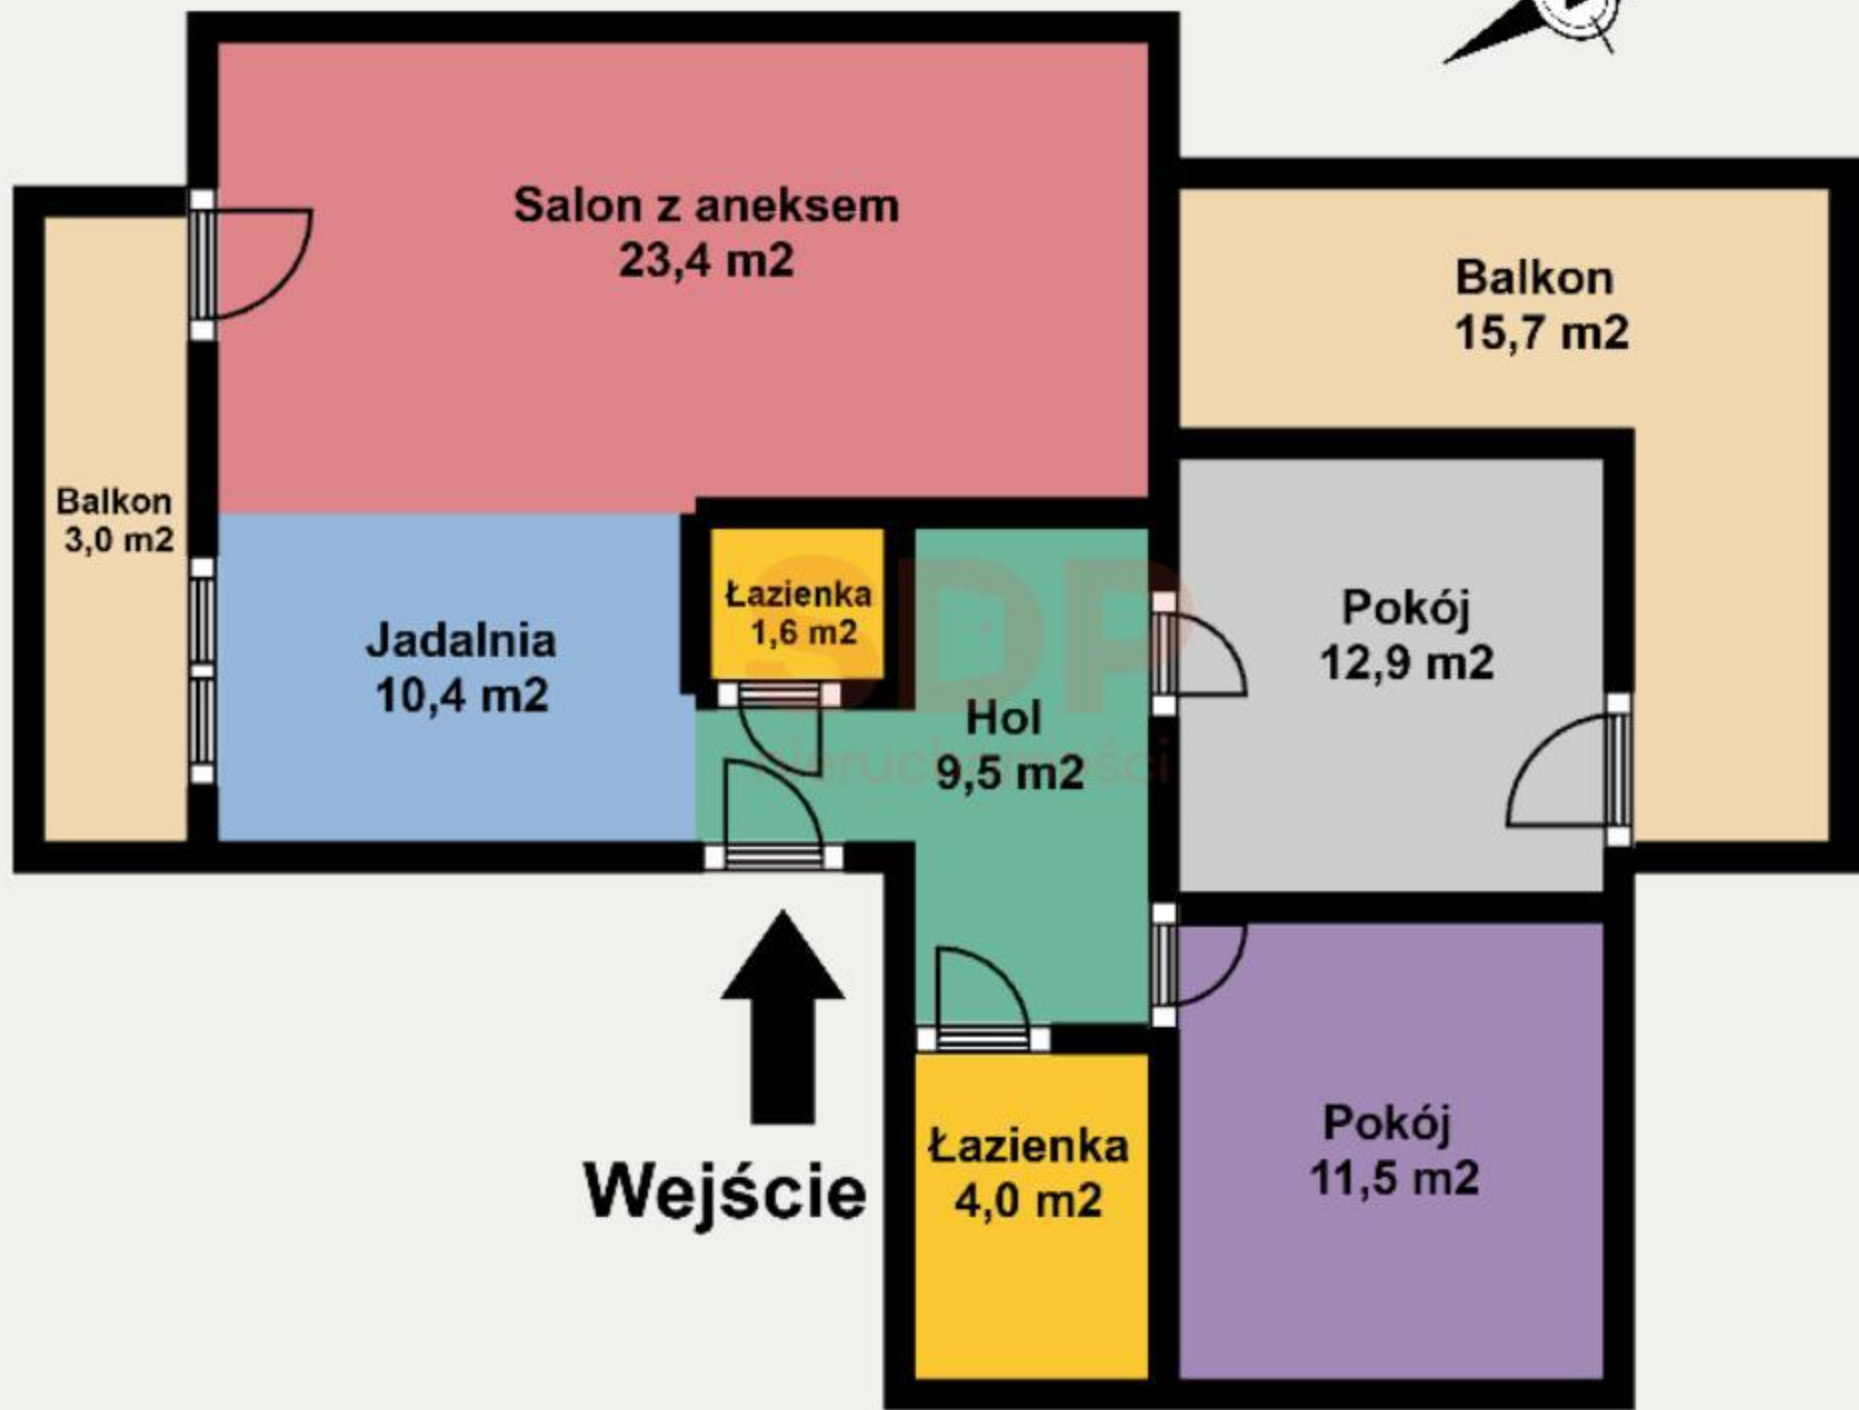 Salon z aneksem
23,4 m2
Balkon
15,7 m2
Balkon
3,0 m2
Jadalnia
10,4 m2
Łazienka
1,6 m2
Hol
9,5 m2
Pokój
12,9 m2
SDP
nieruchomości
Wejście
Łazienka
4,0 m2
Pokój
11,5 m2